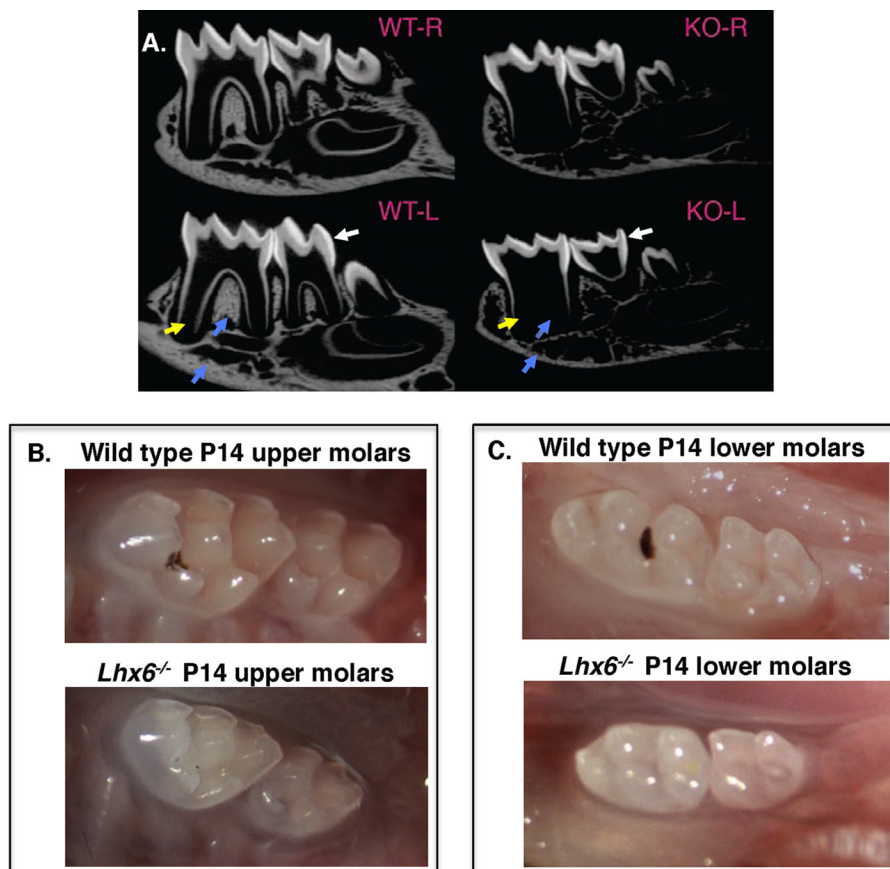 A.
WT-R
KO-R
WT-L
KO-L
B.
Wild type P14 upper molars
Lhx6-/- P14 upper molars
C.
Wild type P14 lower molars
Lhx6-/- P14 lower molars